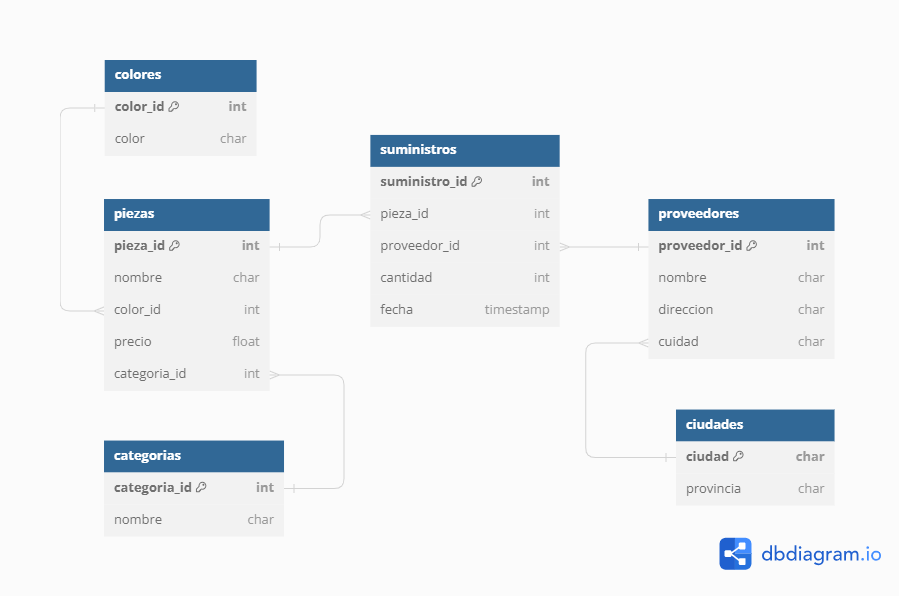 colores
color_id int
color char
piezas
pieza_id int
nombre char
color_id int
precio float
categoria_id int
categorias
categoria_id int
nombre char
suministros
suministro_id int
pieza_id int
proveedor_id int
cantidad int
fecha timestamp
proveedores
proveedor_id int
nombre char
direccion char
cuidad char
ciudades
ciudad char
provincia char
dbdiagram.io